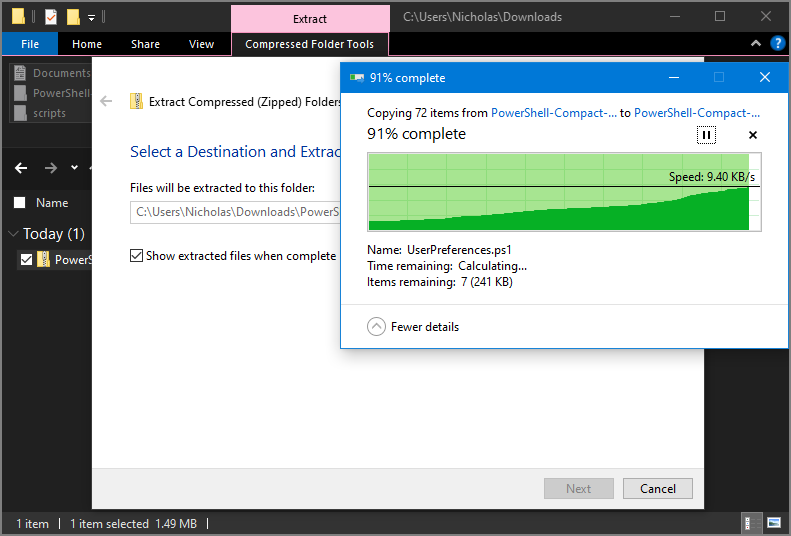 Extract
C:\Users\Nicholas\Downloads
File
Home
Share
View
Compressed Folder Tools
Documents
PowerShell-
scripts
Name
Today (1)
PowerS
Extract Compressed (Zipped) Folders
Select a Destination and Extrac
Files will be extracted to this folder:
C:\Users\Nicholas\Downloads\PowerS
Show extracted files when complete
91% complete
Copying 72 items from PowerShell-Compact-... to PowerShell-Compact-...
91% complete
Speed: 9.40 KB/s
Name: UserPreferences.ps1
Time remaining: Calculating...
Items remaining: 7 (241 KB)
Fewer details
Next
Cancel
1 item
1 item selected 1.49 MB